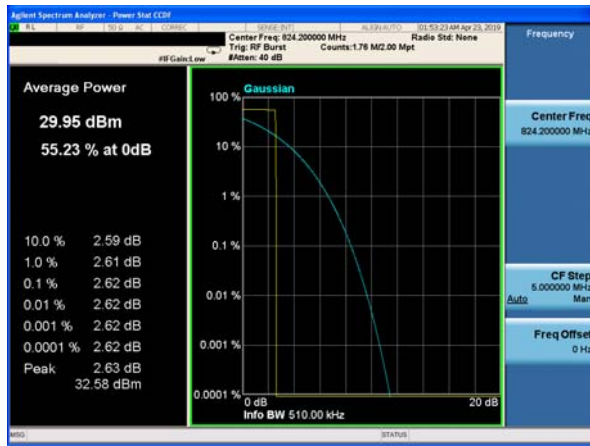 Agilent Spectrum Analyzer - Power Stat CCDF
RL RF 50 Ω AC CORREC SENSE:INT ALIGN AUTO 01:53:23 AM Apr 23, 2019
Center Freq: 824.200000 MHz Radio Std: None
Trig: RF Burst Counts:1.76 M/2.00 Mpt
#IFGain:Low #Atten: 40 dB
Frequency
Average Power
29.95 dBm
55.23 % at 0dB
10.0 % 2.59 dB
1.0 % 2.61 dB
0.1 % 2.62 dB
0.01 % 2.62 dB
0.001 % 2.62 dB
0.0001 % 2.62 dB
Peak 2.63 dB
32.58 dBm
Gaussian
100 %
10 %
1 %
0.1 %
0.01 %
0.001 %
0.0001 %
0 dB 20 dB
Info BW 510.00 kHz
Center Freq
824.200000 MHz
CF Step
5.000000 MHz
Auto Man
Freq Offset
0 Hz
MSG STATUS